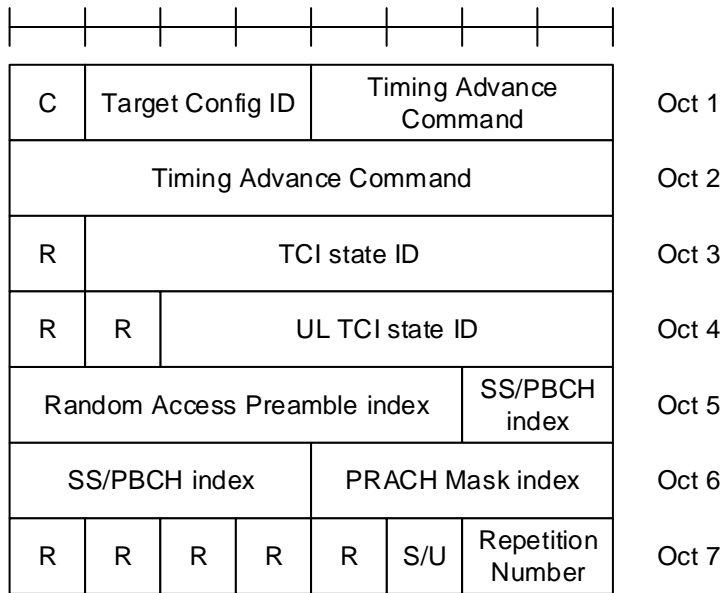 C Target Config ID Timing Advance
Command Oct 1
Timing Advance Command Oct 2
R TCI state ID Oct 3
R R UL TCI state ID Oct 4
Random Access Preamble index SS/PBCH
index Oct 5
SS/PBCH index PRACH Mask index Oct 6
R R R R R S/U Repetition
Number Oct 7